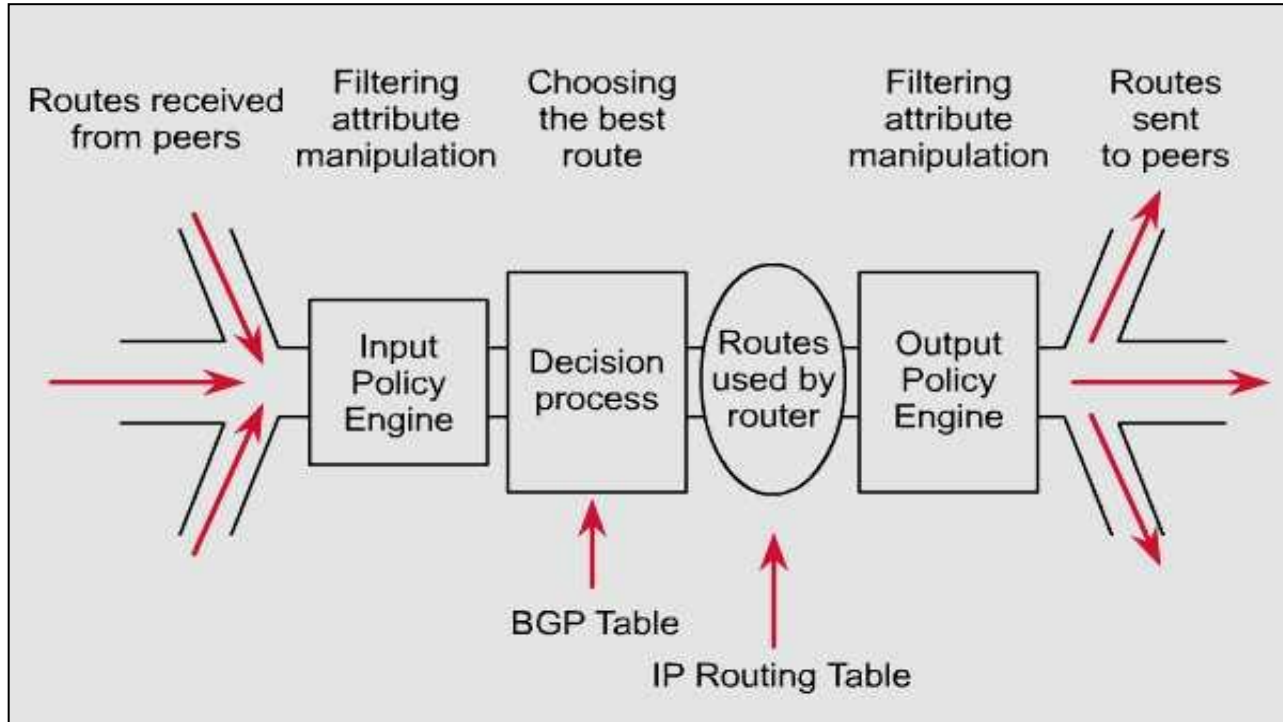 Routes received
from peers
Filtering
attribute
manipulation
Choosing
the best
route
Filtering
attribute
manipulation
Routes
sent
to peers
Input
Policy
Engine
Decision
process
Routes
used by
router
Output
Policy
Engine
BGP Table
IP Routing Table